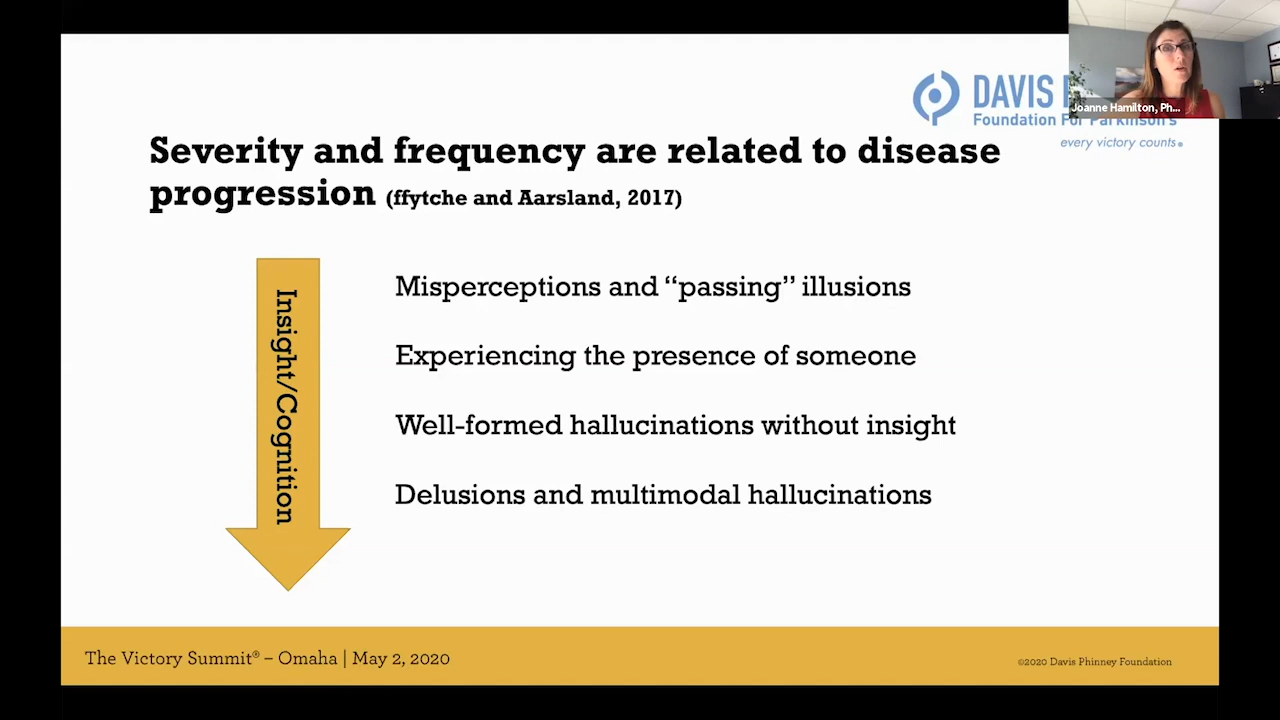 DAVIS
Foundation For Parkinson's
every victory counts.
Joanne Hamilton, Ph...
Severity and frequency are related to disease
progression (ffytche and Aarsland, 2017)
Insight/Cognition
Misperceptions and “passing” illusions
Experiencing the presence of someone
Well-formed hallucinations without insight
Delusions and multimodal hallucinations
The Victory Summit® – Omaha | May 2, 2020
©2020 Davis Phinney Foundation